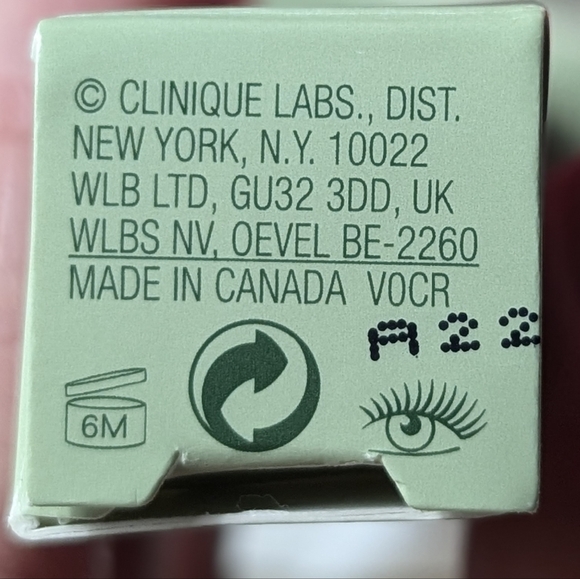 © CLINIQUE LABS., DIST.
NEW YORK, N.Y. 10022
WLB LTD, GU32 3DD, UK
WLBS NV, OEVEL BE-2260
MADE IN CANADA V0CR
A22
6M